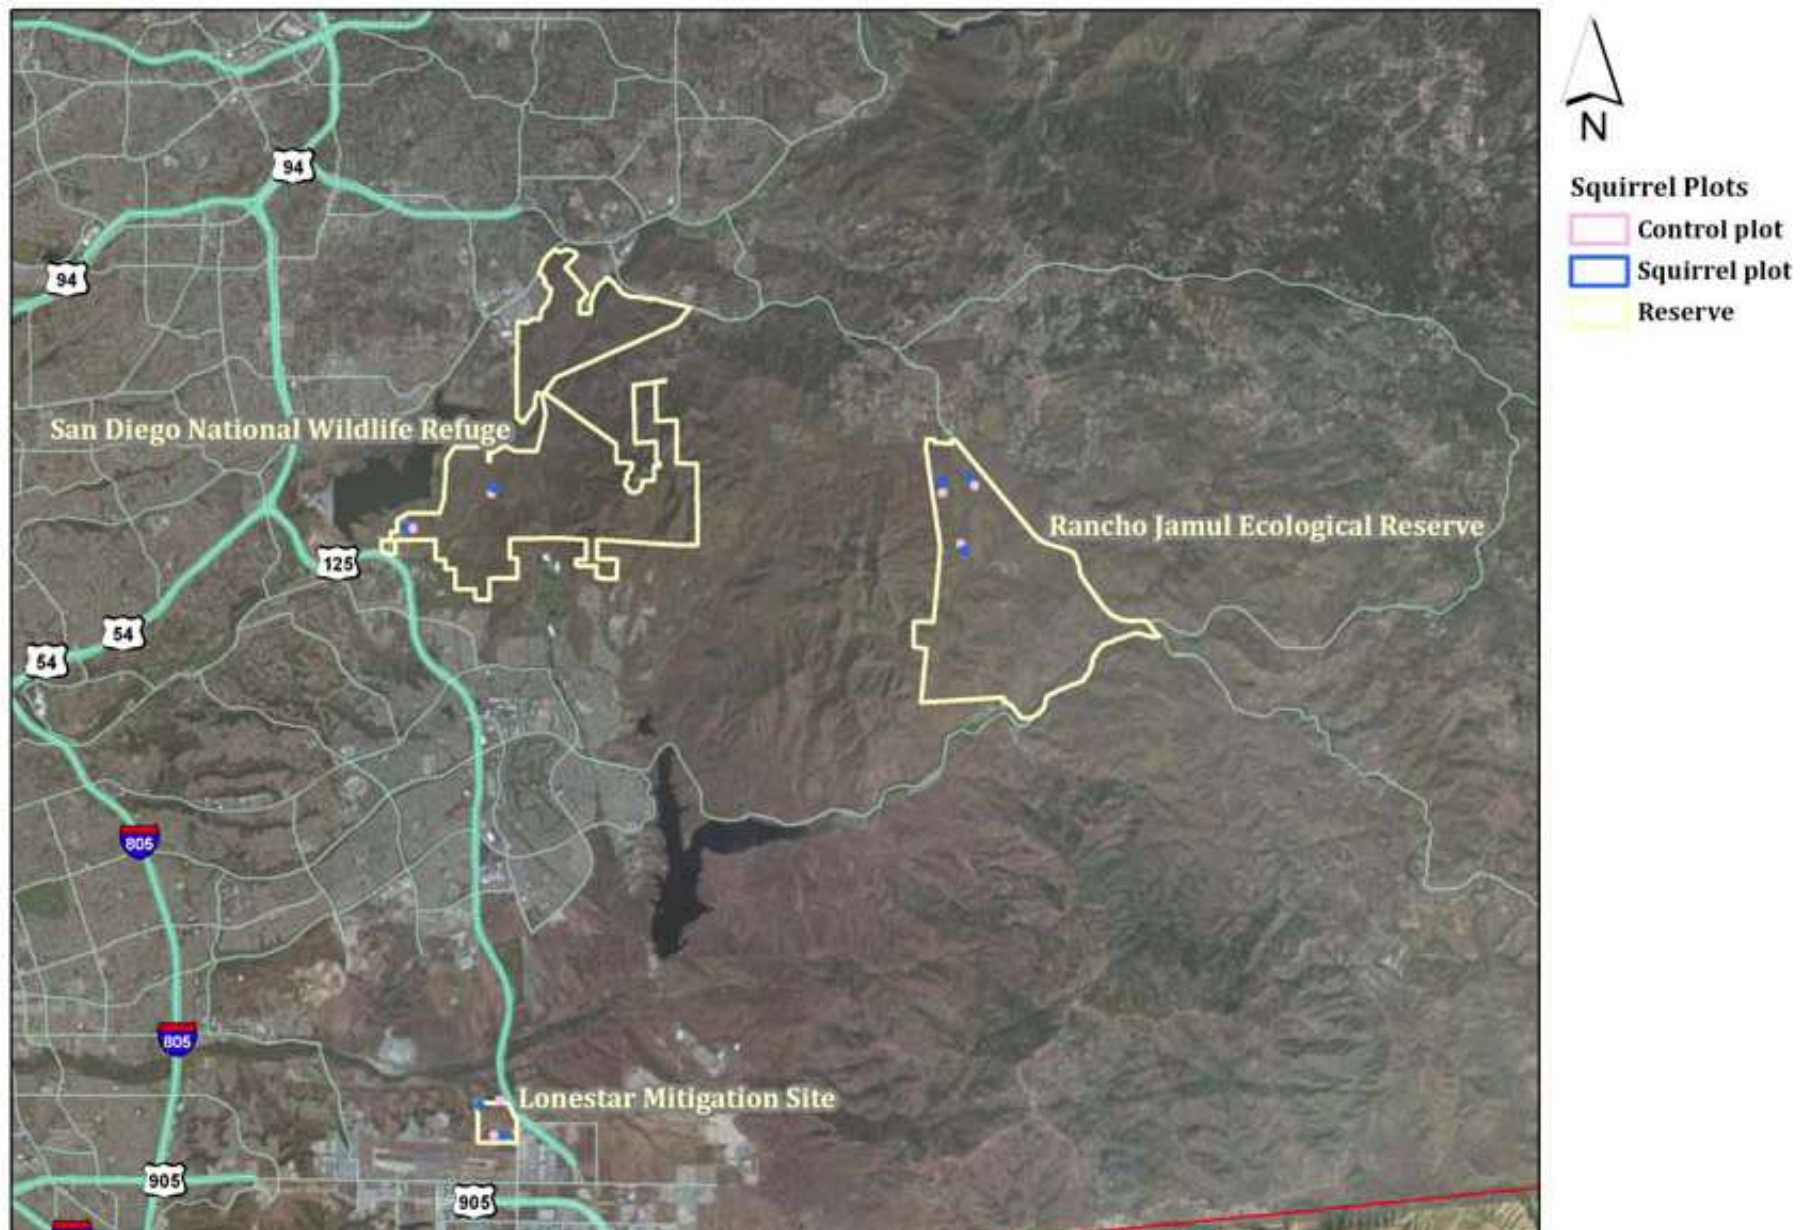 N
Squirrel Plots
Control plot
Squirrel plot
Reserve
94
94
San Diego National Wildlife Refuge
Rancho Jamul Ecological Reserve
125
54
54
805
805
Lonestar Mitigation Site
905
905